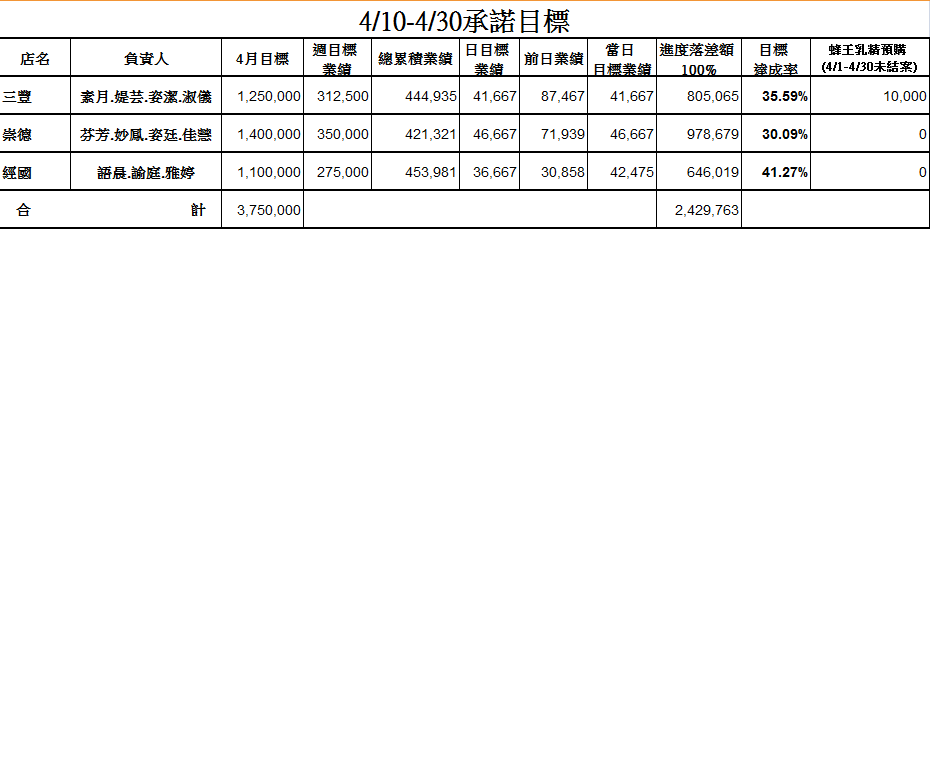 4/10-4/30承諾目標
店名 負責人 4月目標 週目標業績 總累積業績 日目標業績 前日業績 當日目標業績 進度落差額100% 目標達成率 蜂王乳精預購(4/1-4/30未結案)
三豐 素月.媞芸.姿潔.淑儀 1,250,000 312,500 444,935 41,667 87,467 41,667 805,065 35.59% 10,000
崇德 芬芳.妙鳳.姿廷.佳慧 1,400,000 350,000 421,321 46,667 71,939 46,667 978,679 30.09% 0
經國 語晨.諭庭.雅婷 1,100,000 275,000 453,981 36,667 30,858 42,475 646,019 41.27% 0
合計 3,750,000 2,429,763